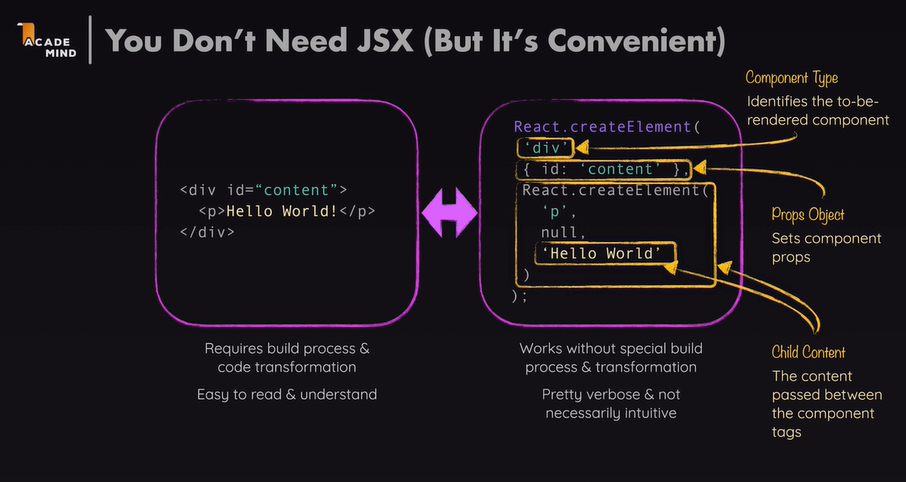 ACADE
MIND
You Don't Need JSX (But It's Convenient)
<div id=“content”>
<p>Hello World!</p>
</div>
Requires build process &
code transformation
Easy to read & understand
React.createElement(
‘div’
{ id: ‘content’ },
React.createElement(
‘p’,
null,
‘Hello World’
)
);
Works without special build
process & transformation
Pretty verbose & not
necessarily intuitive
Component Type
Identifies the to-be-
rendered component
Props Object
Sets component
props
Child Content
The content
passed between
the component
tags